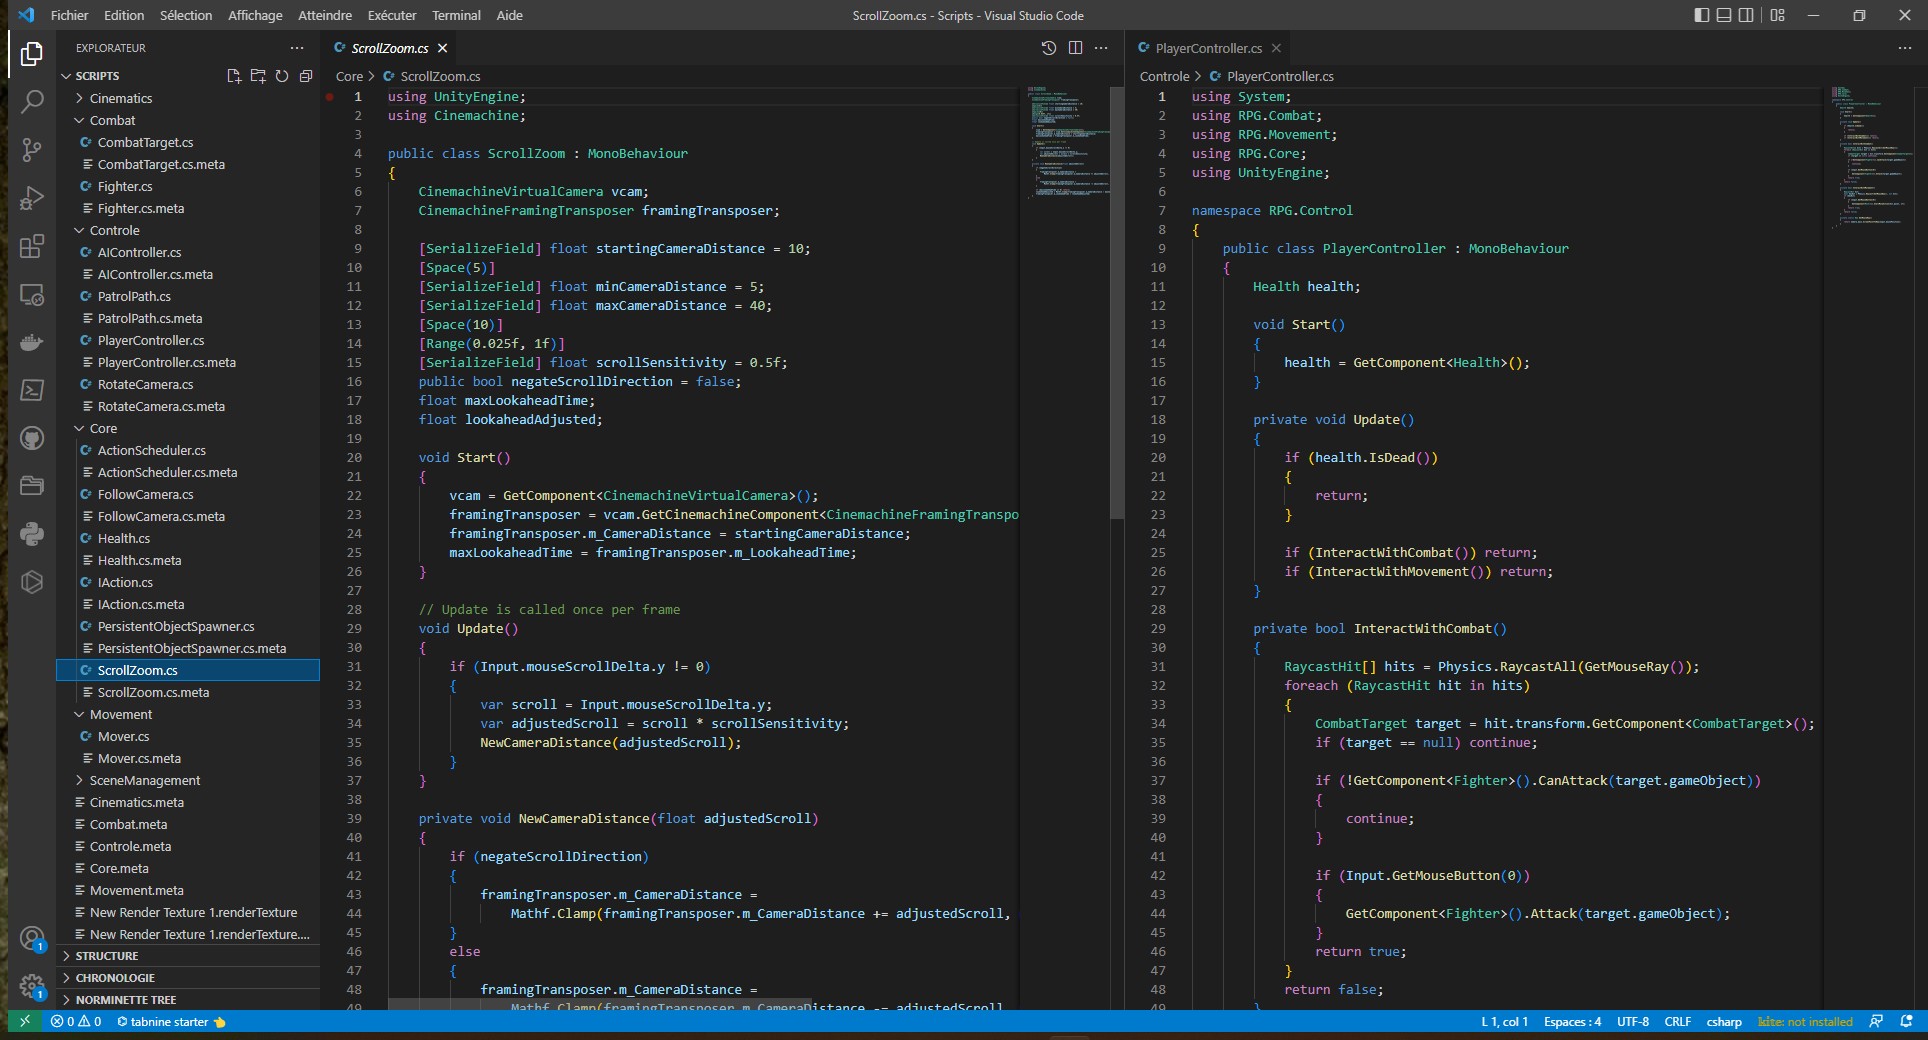 Fichier Edition Sélection Affichage Atteindre Exécuter Terminal Aide
ScrollZoom.cs - Scripts - Visual Studio Code
EXPLORATEUR
SCRIPTS
Cinematics
Combat
CombatTarget.cs
CombatTarget.cs.meta
Fighter.cs
Fighter.cs.meta
Controle
AIController.cs
AIController.cs.meta
PatrolPath.cs
PatrolPath.cs.meta
PlayerController.cs
PlayerController.cs.meta
RotateCamera.cs
RotateCamera.cs.meta
Core
ActionScheduler.cs
ActionScheduler.cs.meta
FollowCamera.cs
FollowCamera.cs.meta
Health.cs
Health.cs.meta
IAction.cs
IAction.cs.meta
PersistentObjectSpawner.cs
PersistentObjectSpawner.cs.meta
ScrollZoom.cs
ScrollZoom.cs.meta
Movement
Mover.cs
Mover.cs.meta
SceneManagement
Cinematics.meta
Combat.meta
Controle.meta
Core.meta
Movement.meta
New Render Texture 1.renderTexture
New Render Texture 1.renderTexture....
STRUCTURE
CHRONOLOGIE
NORMINETTE TREE
1
1
ScrollZoom.cs
Core > ScrollZoom.cs
1 using UnityEngine;
2 using Cinemachine;
3
4 public class ScrollZoom : MonoBehaviour
5 {
6 CinemachineVirtualCamera vcam;
7 CinemachineFramingTransposer framingTransposer;
8
9 [SerializeField] float startingCameraDistance = 10;
10 [Space(5)]
11 [SerializeField] float minCameraDistance = 5;
12 [SerializeField] float maxCameraDistance = 40;
13 [Space(10)]
14 [Range(0.025f, 1f)]
15 [SerializeField] float scrollSensitivity = 0.5f;
16 public bool negateScrollDirection = false;
17 float maxLookaheadTime;
18 float lookaheadAdjusted;
19
20 void Start()
21 {
22 vcam = GetComponent<CinemachineVirtualCamera>();
23 framingTransposer = vcam.GetCinemachineComponent<CinemachineFramingTranspo
24 framingTransposer.m_CameraDistance = startingCameraDistance;
25 maxLookaheadTime = framingTransposer.m_LookaheadTime;
26 }
27
28 // Update is called once per frame
29 void Update()
30 {
31 if (Input.mouseScrollDelta.y != 0)
32 {
33 var scroll = Input.mouseScrollDelta.y;
34 var adjustedScroll = scroll * scrollSensitivity;
35 NewCameraDistance(adjustedScroll);
36 }
37 }
38
39 private void NewCameraDistance(float adjustedScroll)
40 {
41 if (negateScrollDirection)
42 {
43 framingTransposer.m_CameraDistance =
44 Mathf.Clamp(framingTransposer.m_CameraDistance += adjustedScroll,
45 }
46 else
47 {
48 framingTransposer.m_CameraDistance =
49 Mathf.Clamp(framingTransposer.m_CameraDistance -= adjustedScroll
PlayerController.cs
Controle > PlayerController.cs
1 using System;
2 using RPG.Combat;
3 using RPG.Movement;
4 using RPG.Core;
5 using UnityEngine;
6
7 namespace RPG.Control
8 {
9 public class PlayerController : MonoBehaviour
10 {
11 Health health;
12
13 void Start()
14 {
15 health = GetComponent<Health>();
16 }
17
18 private void Update()
19 {
20 if (health.IsDead())
21 {
22 return;
23 }
24
25 if (InteractWithCombat()) return;
26 if (InteractWithMovement()) return;
27 }
28
29 private bool InteractWithCombat()
30 {
31 RaycastHit[] hits = Physics.RaycastAll(GetMouseRay());
32 foreach (RaycastHit hit in hits)
33 {
34 CombatTarget target = hit.transform.GetComponent<CombatTarget>();
35 if (target == null) continue;
36
37 if (!GetComponent<Fighter>().CanAttack(target.gameObject))
38 {
39 continue;
40 }
41
42 if (Input.GetMouseButton(0))
43 {
44 GetComponent<Fighter>().Attack(target.gameObject);
45 }
46 return true;
47 }
48 return false;
49 }
0 0 tabnine starter
L 1, col 1 Espaces : 4 UTF-8 CRLF csharp kite: not installed